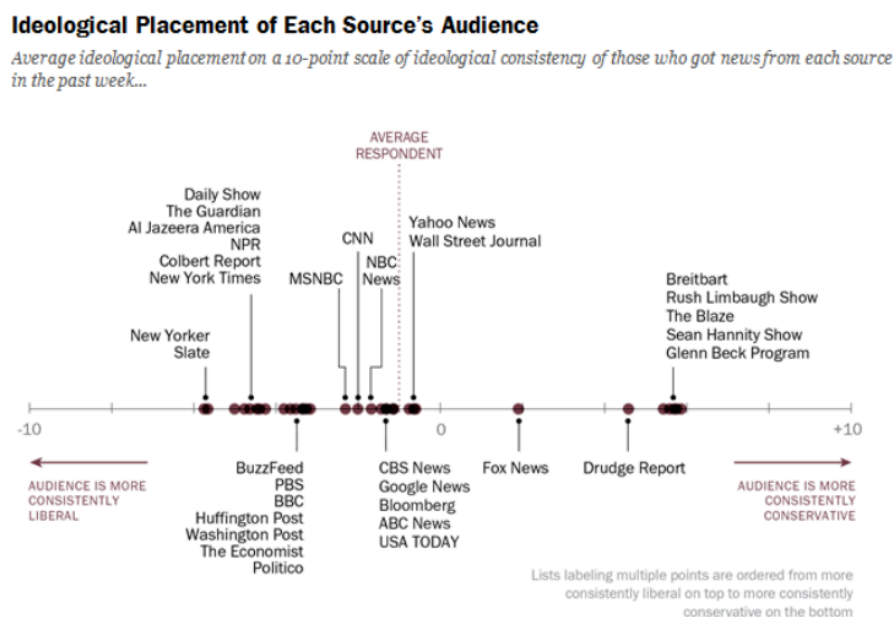 Ideological Placement of Each Source's Audience
Average ideological placement on a 10-point scale of ideological consistency of those who got news from each source
in the past week...
AVERAGE
RESPONDENT
Daily Show
The Guardian
Al Jazeera America
NPR
Colbert Report
New York Times
CNN
Yahoo News
Wall Street Journal
MSNBC
NBC
News
New Yorker
Slate
Breitbart
Rush Limbaugh Show
The Blaze
Sean Hannity Show
Glenn Beck Program
-10
0
+10
AUDIENCE IS MORE
CONSISTENTLY
LIBERAL
BuzzFeed
PBS
BBC
Huffington Post
Washington Post
The Economist
Politico
CBS News
Google News
Bloomberg
ABC News
USA TODAY
Fox News
Drudge Report
AUDIENCE IS MORE
CONSISTENTLY
CONSERVATIVE
Lists labeling multiple points are ordered from more
consistently liberal on top to more consistently
conservative on the bottom